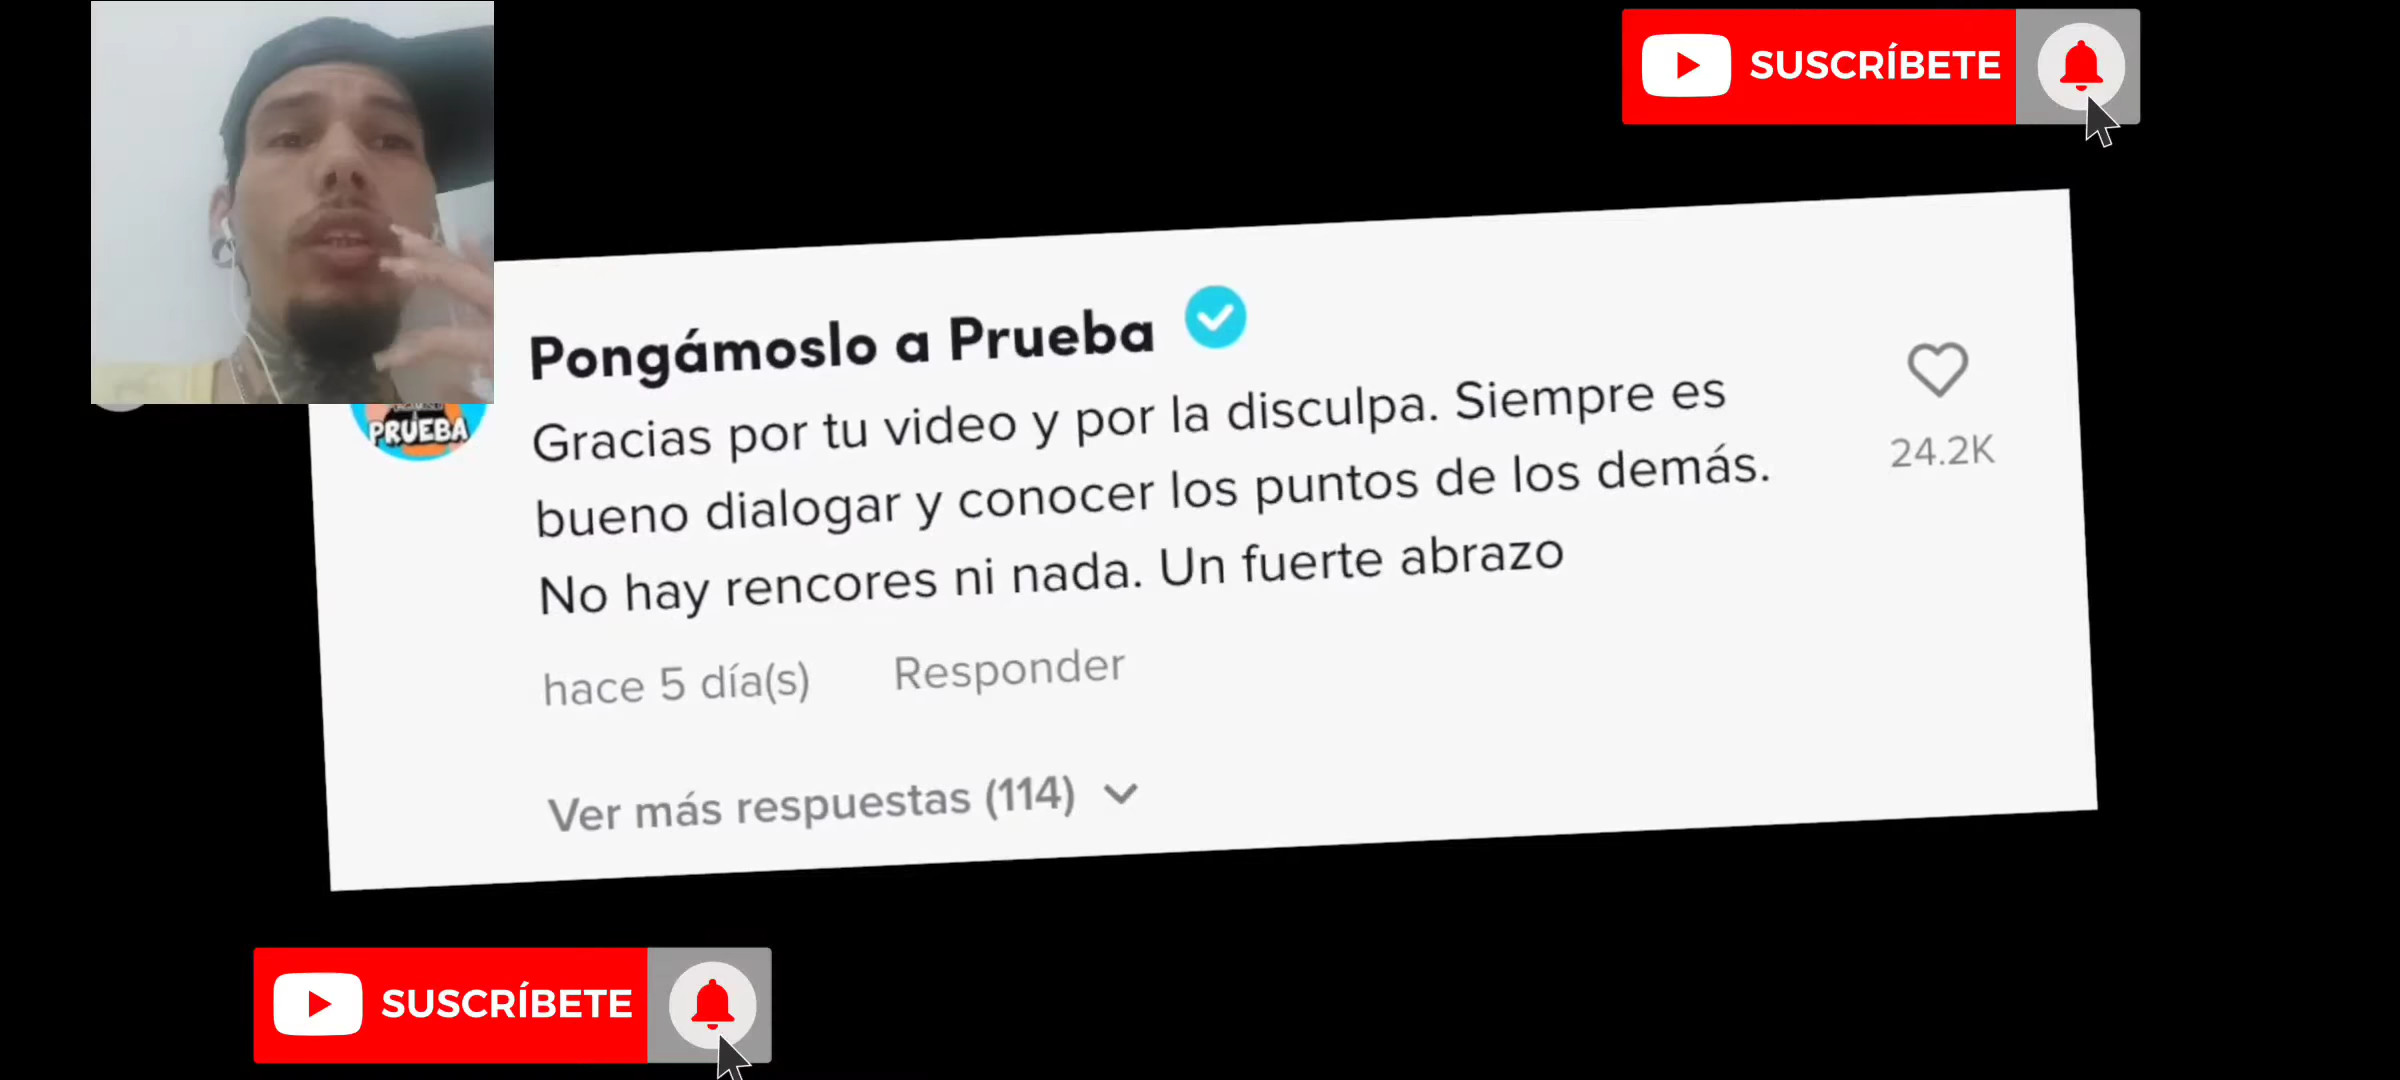 SUSCRÍBETE
Pongámoslo a Prueba
PRUEBA
Gracias por tu video y por la disculpa. Siempre es
bueno dialogar y conocer los puntos de los demás.
No hay rencores ni nada. Un fuerte abrazo
24.2K
hace 5 día(s) Responder
Ver más respuestas (114)
SUSCRÍBETE